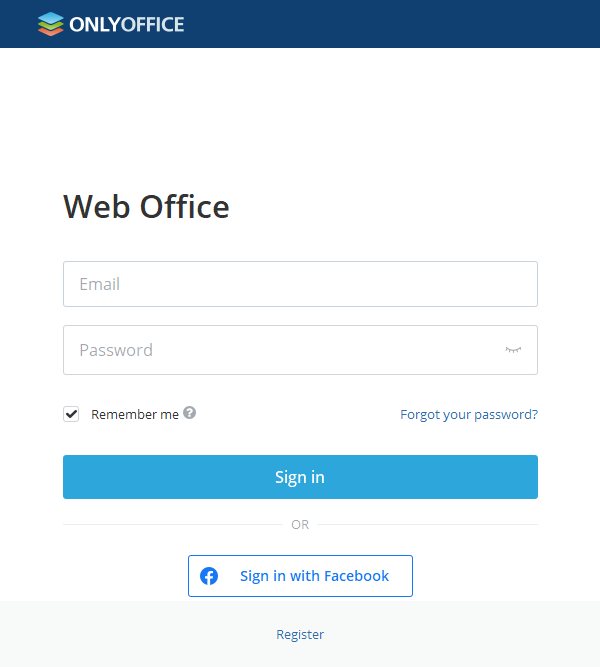 ONLYOFFICE
Web Office
Email
Password
Remember me ?
Forgot your password?
Sign in
OR
Sign in with Facebook
Register